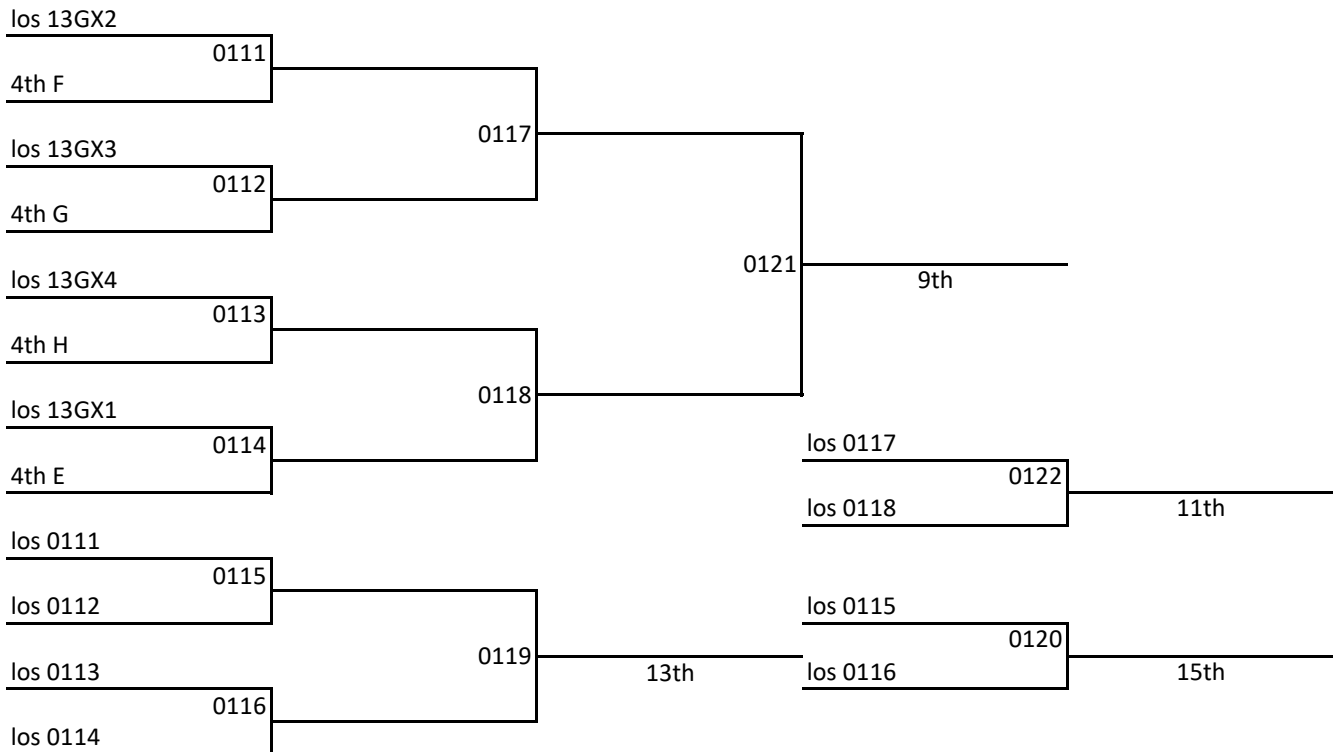 los 13GX2
0111
4th F
0117
los 13GX3
0112
4th G
0121
9th
los 13GX4
0113
4th H
0118
los 13GX1
0114
4th E
los 0117
0122
los 0118
11th
los 0111
0115
los 0112
0119
13th
los 0115
0120
los 0116
15th
los 0113
0116
los 0114